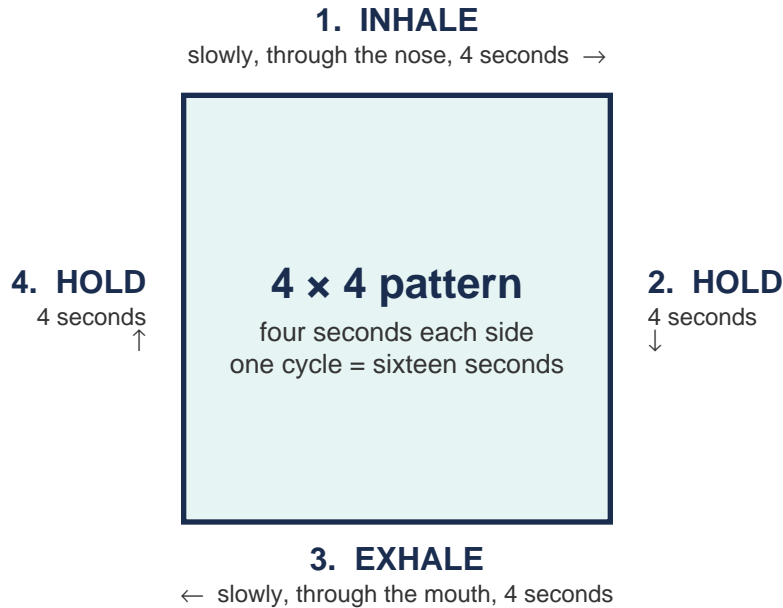 1. INHALE
slowly, through the nose, 4 seconds →
4. HOLD
4 seconds
↑
4 × 4 pattern
four seconds each side
one cycle = sixteen seconds
2. HOLD
4 seconds
↓
3. EXHALE
← slowly, through the mouth, 4 seconds